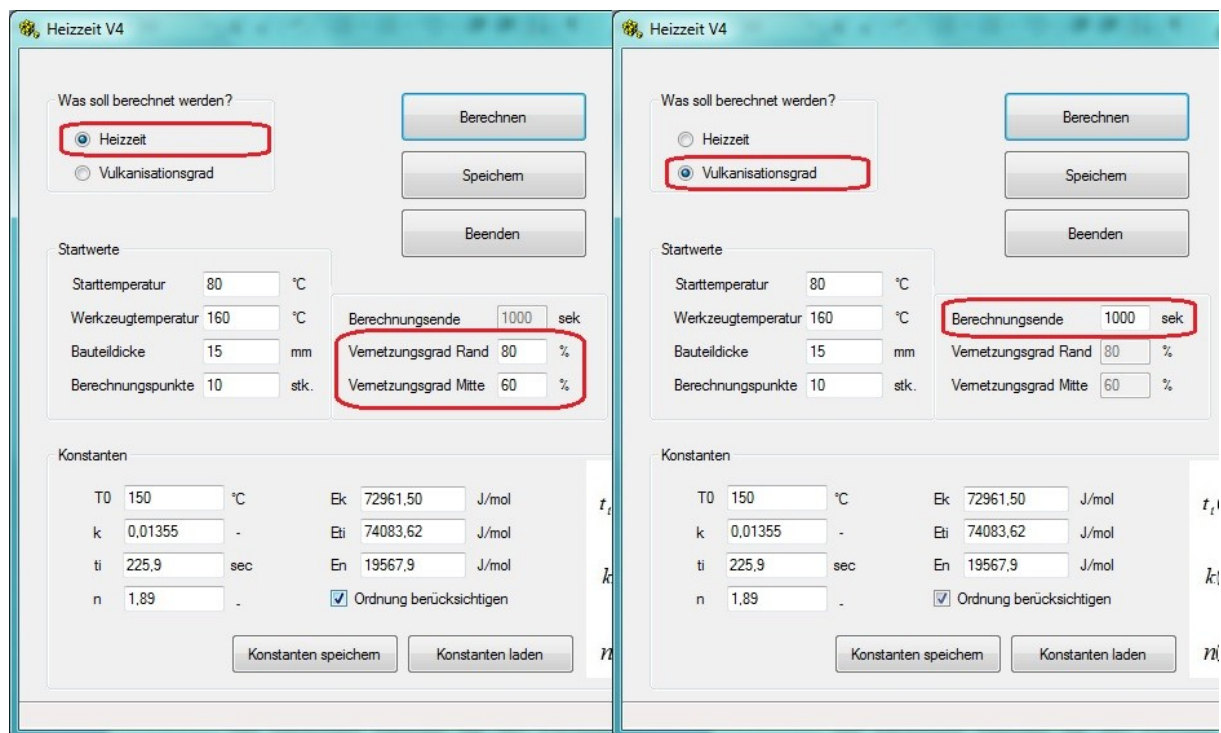 Heizzeit V4
Was soll berechnet werden?
Heizzeit
Vulkanisationsgrad
Berechnen
Speichern
Beenden
Startwerte
Starttemperatur 80 °C
Werkzeugtemperatur 160 °C
Bauteildicke 15 mm
Berechnungspunkte 10 stk.
Berechnungsende 1000 sek
Vernetzungsgrad Rand 80 %
Vernetzungsgrad Mitte 60 %
Konstanten
T0 150 °C
k 0,01355 -
ti 225,9 sec
n 1,89 -
Ek 72961,50 J/mol
Eti 74083,62 J/mol
En 19567,9 J/mol
Ordnung berücksichtigen
Konstanten speichern
Konstanten laden
Heizzeit V4
Was soll berechnet werden?
Heizzeit
Vulkanisationsgrad
Berechnen
Speichern
Beenden
Startwerte
Starttemperatur 80 °C
Werkzeugtemperatur 160 °C
Bauteildicke 15 mm
Berechnungspunkte 10 stk.
Berechnungsende 1000 sek
Vernetzungsgrad Rand 80 %
Vernetzungsgrad Mitte 60 %
Konstanten
T0 150 °C
k 0,01355 -
ti 225,9 sec
n 1,89 -
Ek 72961,50 J/mol
Eti 74083,62 J/mol
En 19567,9 J/mol
Ordnung berücksichtigen
Konstanten speichern
Konstanten laden